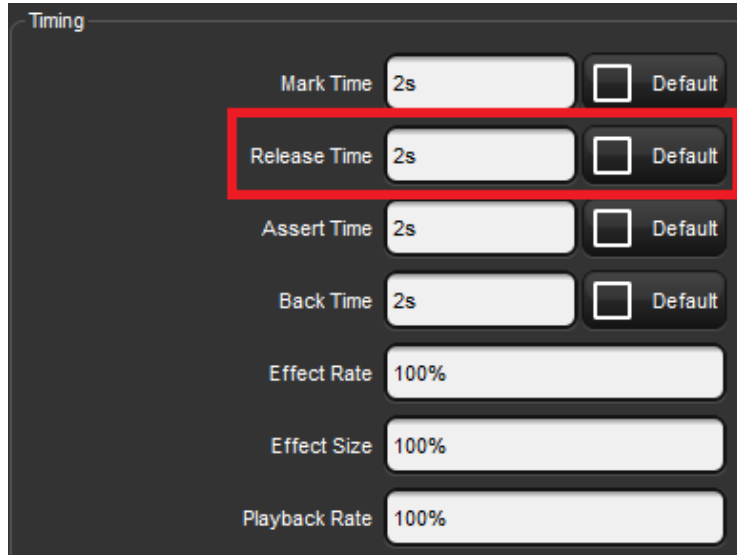 Timing
Mark Time 2s Default
Release Time 2s Default
Assert Time 2s Default
Back Time 2s Default
Effect Rate 100%
Effect Size 100%
Playback Rate 100%